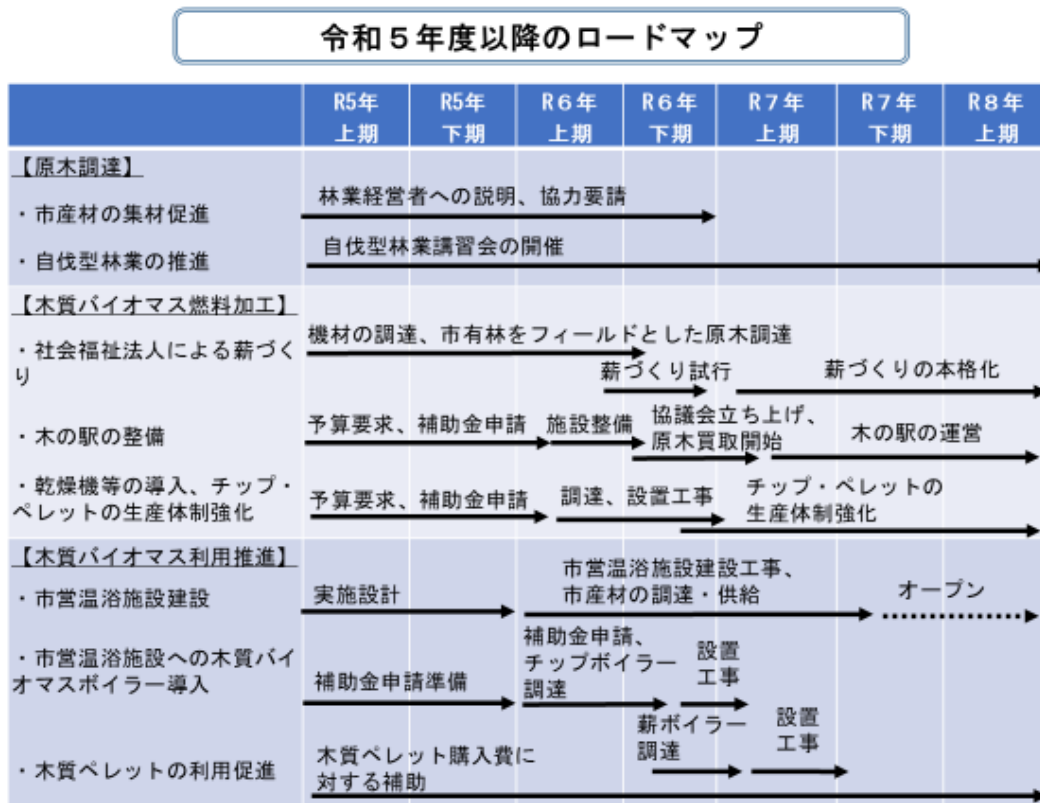 令和５年度以降のロードマップ
R5年 R5年 R６年 R６年 R７年 R７年 R８年
上期 下期 上期 下期 上期 下期 上期
【原木調達】
林業経営者への説明、協力要請
・市産材の集材促進
自伐型林業講習会の開催
・自伐型林業の推進
【木質バイオマス燃料加工】
機材の調達、市有林をフィールドとした原木調達
・社会福祉法人による薪づく
り
薪づくり試行 薪づくりの本格化
・木の駅の整備
予算要求、補助金申請 施設整備
協議会立ち上げ、
原木買取開始
木の駅の運営
・乾燥機等の導入、チップ・
ペレットの生産体制強化
予算要求、補助金申請 調達、設置工事
チップ・ペレットの
生産体制強化
【木質バイオマス利用推進】
・市営温浴施設建設
実施設計
市営温浴施設建設工事、
市産材の調達・供給
オープン
・市営温浴施設への木質バイ
オマスボイラー導入
補助金申請準備
補助金申請、
チップボイラー
調達
設置
工事
薪ボイラー
調達
設置
工事
・木質ペレットの利用促進
木質ペレット購入費に
対する補助